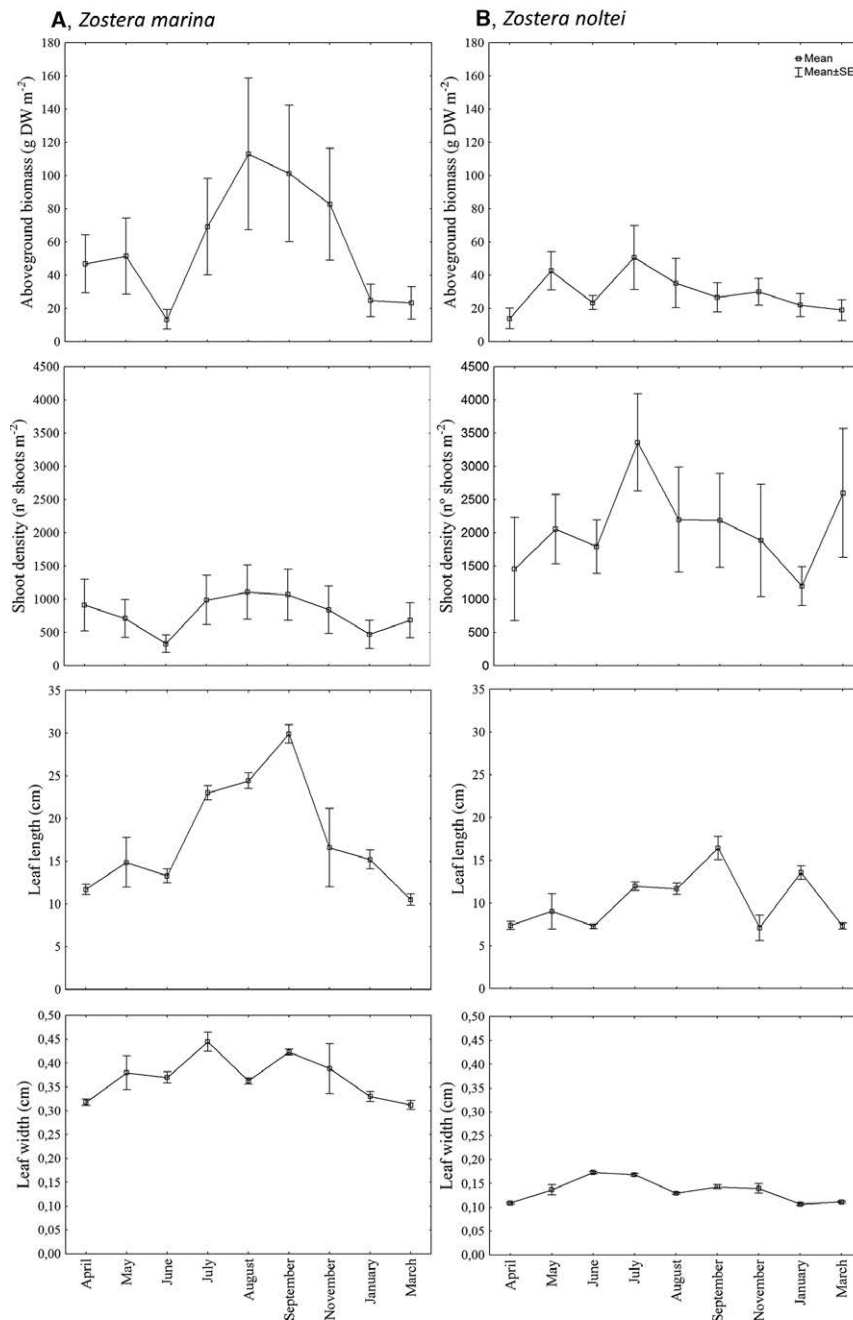 A, Zostera marina
B, Zostera noltei
Mean
Mean±SE
Aboveground biomass (g DW m-2)
180
160
140
120
100
80
60
40
20
0
Aboveground biomass (g DW m-2)
180
160
140
120
100
80
60
40
20
0
Shoot density (nº shoots m-2)
4500
4000
3500
3000
2500
2000
1500
1000
500
0
Shoot density (nº shoots m-2)
4500
4000
3500
3000
2500
2000
1500
1000
500
0
Leaf length (cm)
35
30
25
20
15
10
5
0
Leaf length (cm)
35
30
25
20
15
10
5
0
Leaf width (cm)
0,50
0,45
0,40
0,35
0,30
0,25
0,20
0,15
0,10
0,05
0,00
Leaf width (cm)
0,50
0,45
0,40
0,35
0,30
0,25
0,20
0,15
0,10
0,05
0,00
April
May
June
July
August
September
November
January
March
April
May
June
July
August
September
November
January
March